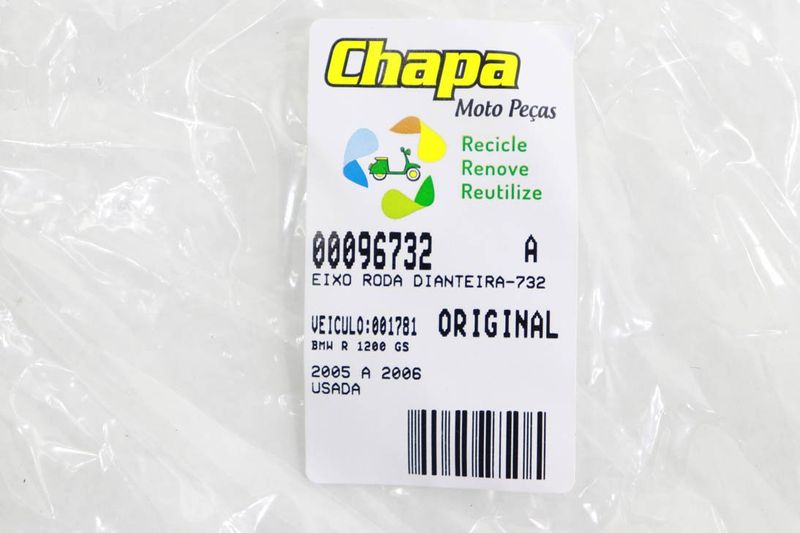 Chapa
Moto Peças
Recicle
Renove
Reutilize
00096732 A
EIXO RODA DIANTEIRA-732
VEICULO:001781 ORIGINAL
BMW R 1200 GS
2005 A 2006
USADA